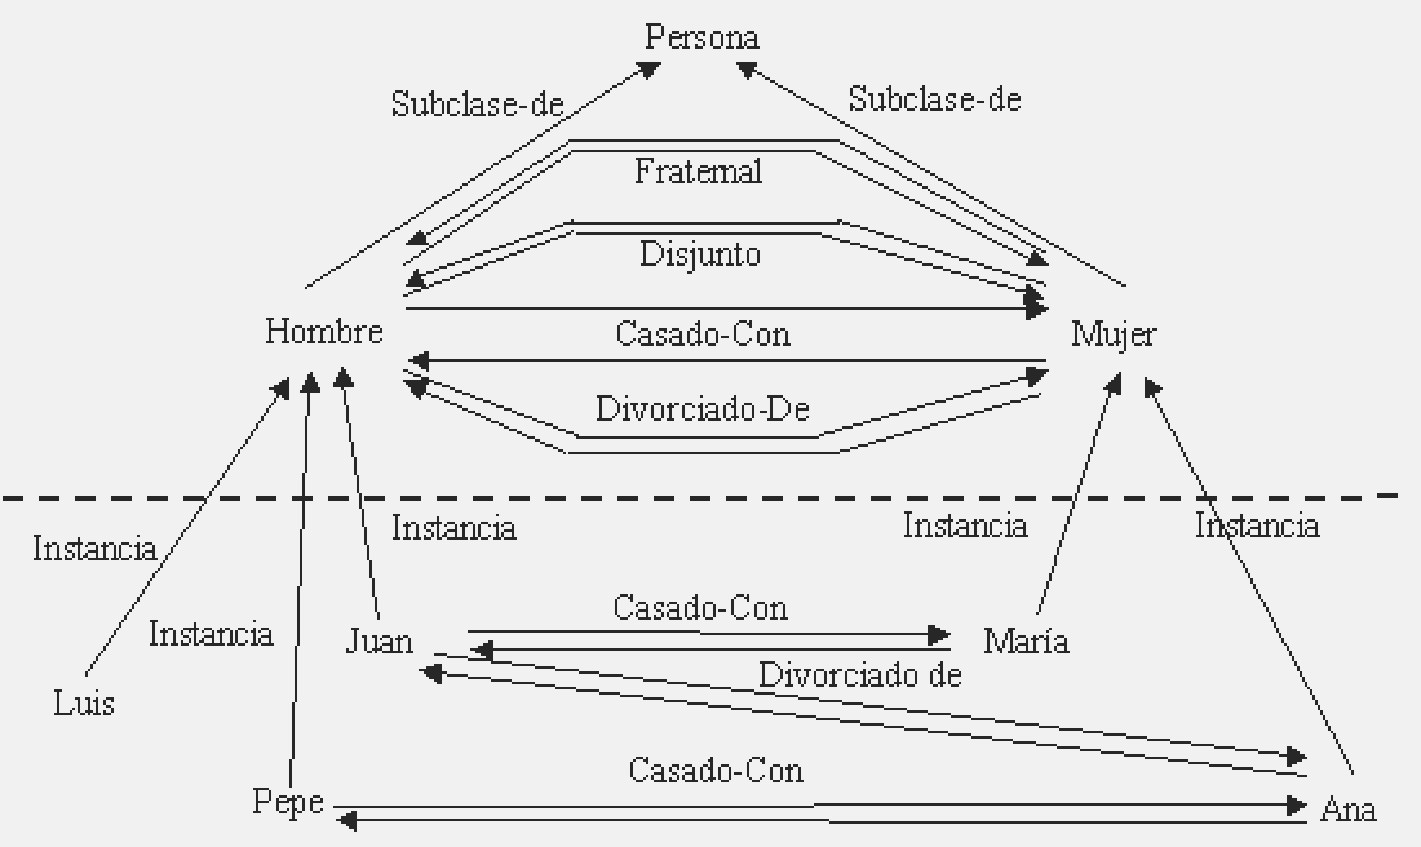 Persona
Subclase-de
Subclase-de
Fraternal
Disjunto
Hombre
Casado-Con
Mujer
Divorciado-De
Instancia
Instancia
Instancia
Instancia
Casado-Con
Instancia
Juan
María
Divorciado de
Luis
Casado-Con
Pepe
Ana